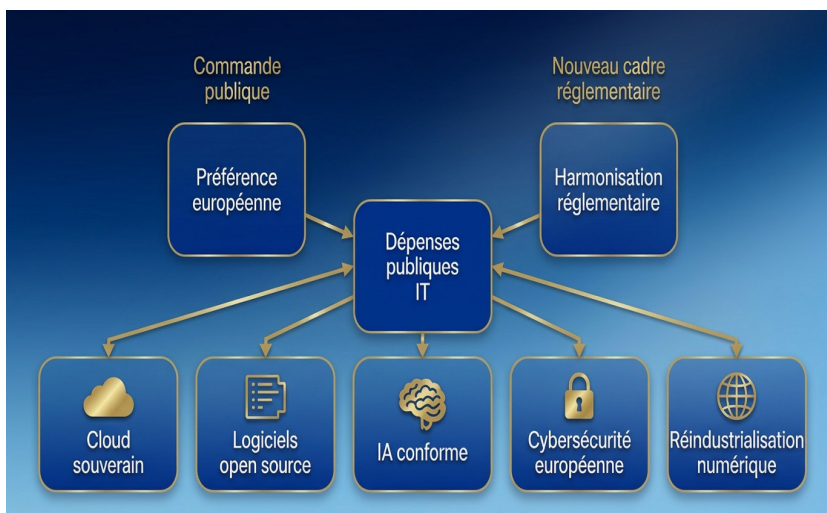 Commande
publique
Nouveau cadre
réglementaire
Préférence
européenne
Harmonisation
réglementaire
Dépenses
publiques
IT
Cloud
souverain
Logiciels
open source
IA conforme
Cybersécurité
européenne
Réindustrialisation
numérique